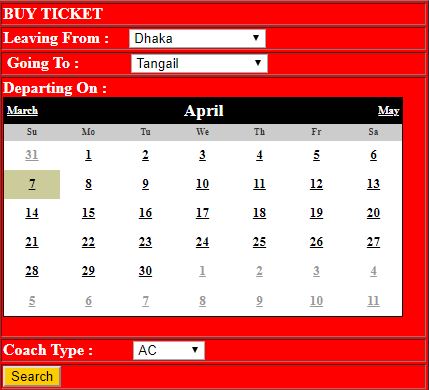 BUY TICKET
Leaving From : Dhaka
Going To : Tangail
Departing On :
March April May
Su Mo Tu We Th Fr Sa
31 1 2 3 4 5 6
7 8 9 10 11 12 13
14 15 16 17 18 19 20
21 22 23 24 25 26 27
28 29 30 1 2 3 4
5 6 7 8 9 10 11
Coach Type : AC
Search